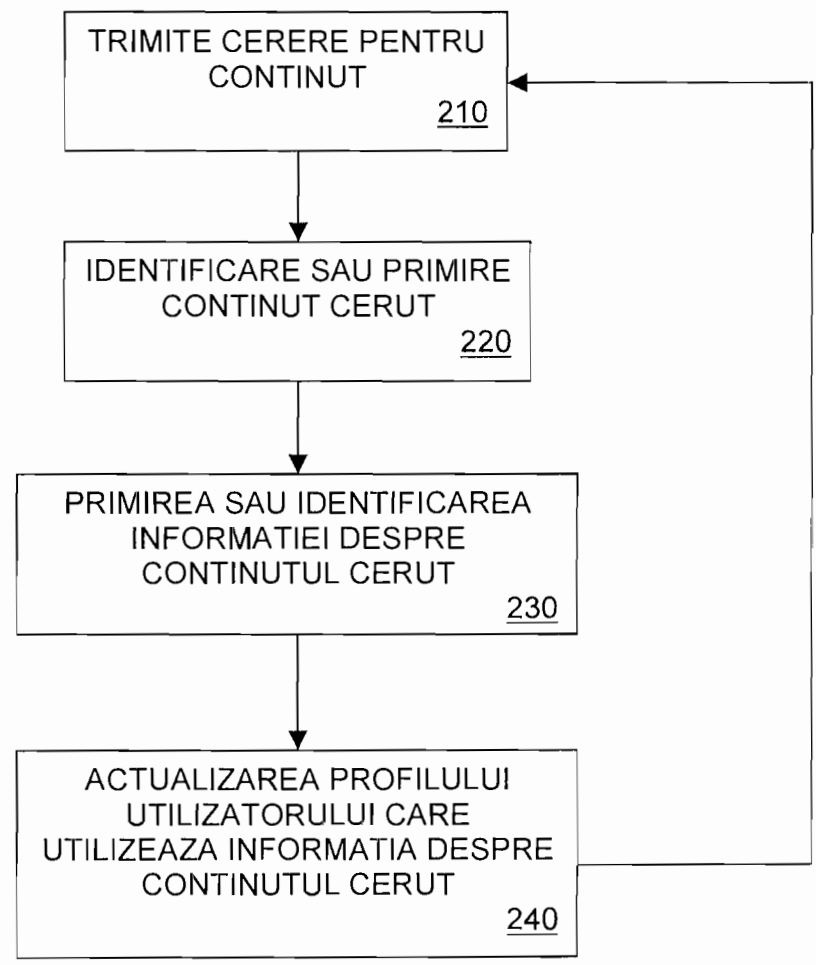 TRIMITE CERERE PENTRU
CONTINUT
210
IDENTIFICARE SAU PRIMIRE
CONTINUT CERUT
220
PRIMIREA SAU IDENTIFICAREA
INFORMATIEI DESPRE
CONTINUTUL CERUT
230
ACTUALIZAREA PROFILULUI
UTILIZATORULUI CARE
UTILIZEAZA INFORMATIA DESPRE
CONTINUTUL CERUT
240